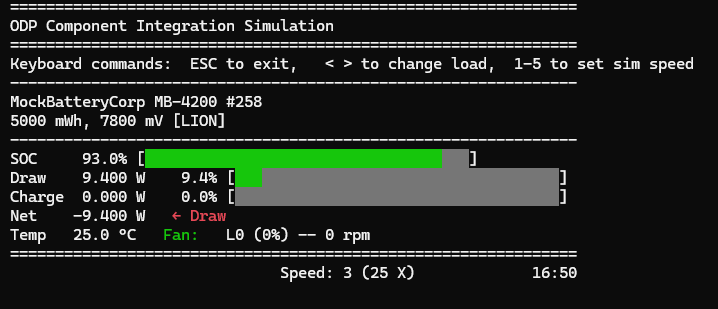 ================================================================
ODP Component Integration Simulation
================================================================
Keyboard commands:  ESC to exit,   < > to change load,  1-5 to set sim speed
----------------------------------------------------------------
MockBatteryCorp MB-4200 #258
5000 mWh, 7800 mV [LION]
----------------------------------------------------------------
SOC     93.0% [                                    ]
Draw    9.400 W    9.4% [                                    ]
Charge  0.000 W    0.0% [                                    ]
Net    -9.400 W   ← Draw
Temp   25.0 °C   Fan:   L0 (0%) -- 0 rpm
================================================================
Speed: 3 (25 X)             16:50